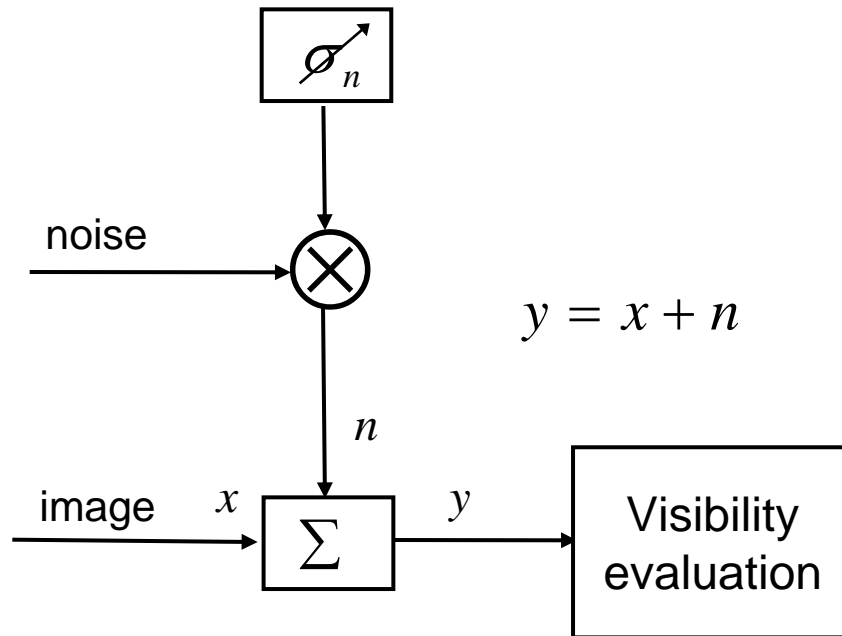 σₙ
noise
y = x + n
n
image
x
y
Σ
Visibility
evaluation